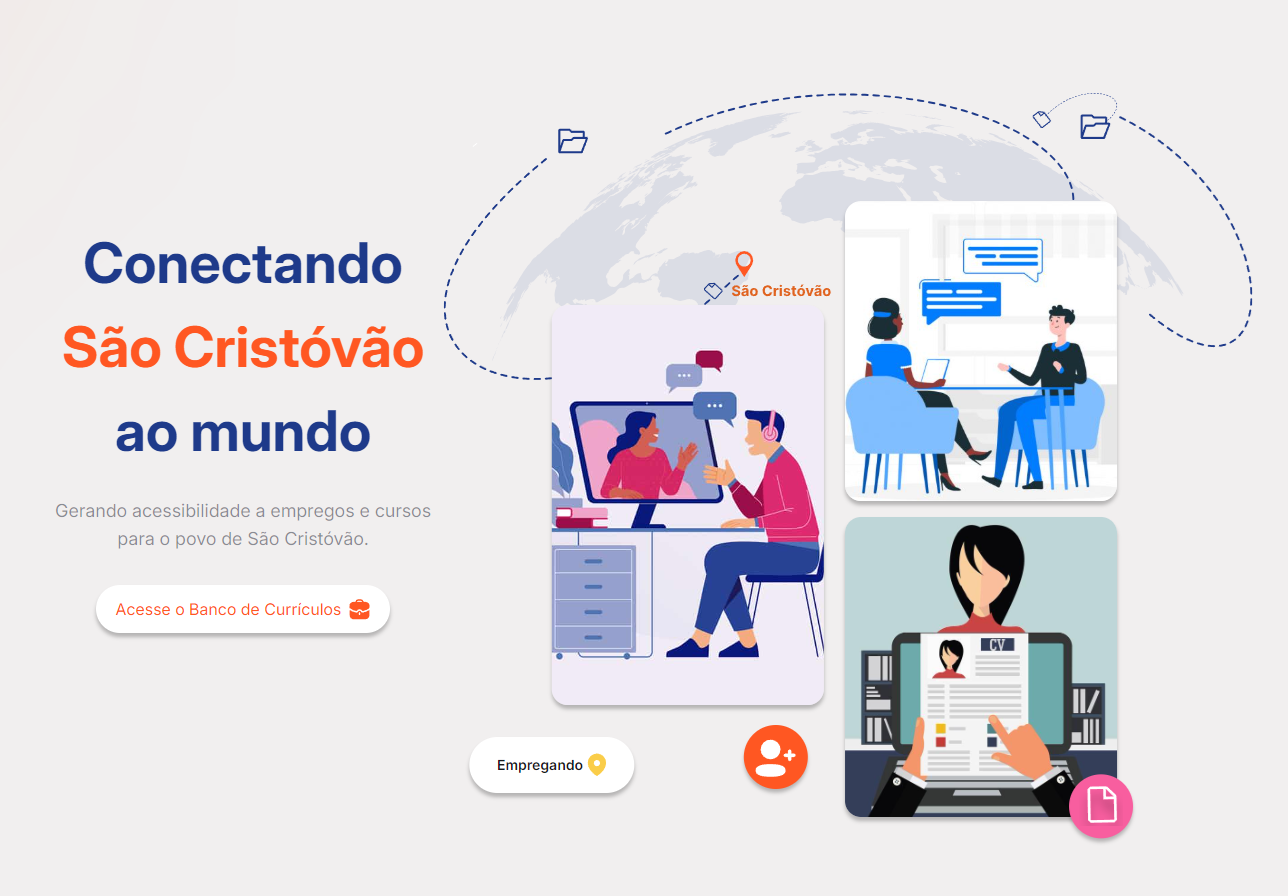 Conectando
São Cristóvão
ao mundo
Gerando acessibilidade a empregos e cursos
para o povo de São Cristóvão.
Acesse o Banco de Currículos
São Cristóvão
CV
Empregando